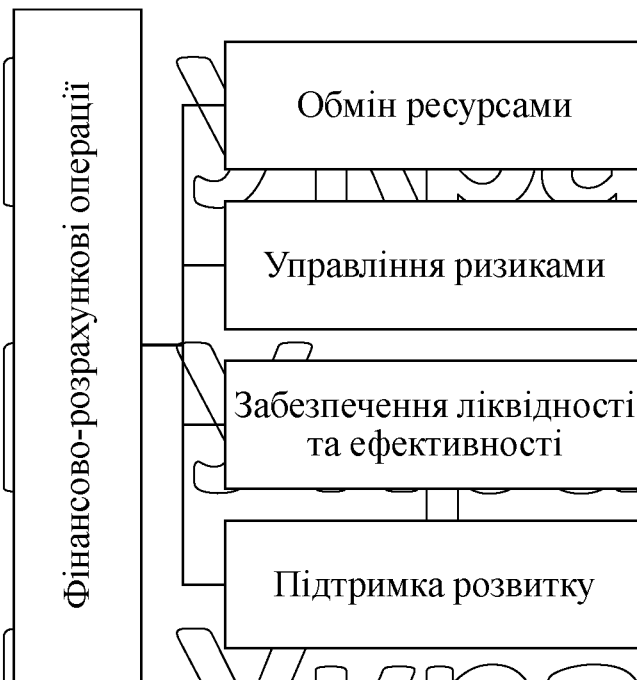 Фінансово-розрахункові операції
Обмін ресурсами
Управління ризиками
Забезпечення ліквідності
та ефективності
Підтримка розвитку